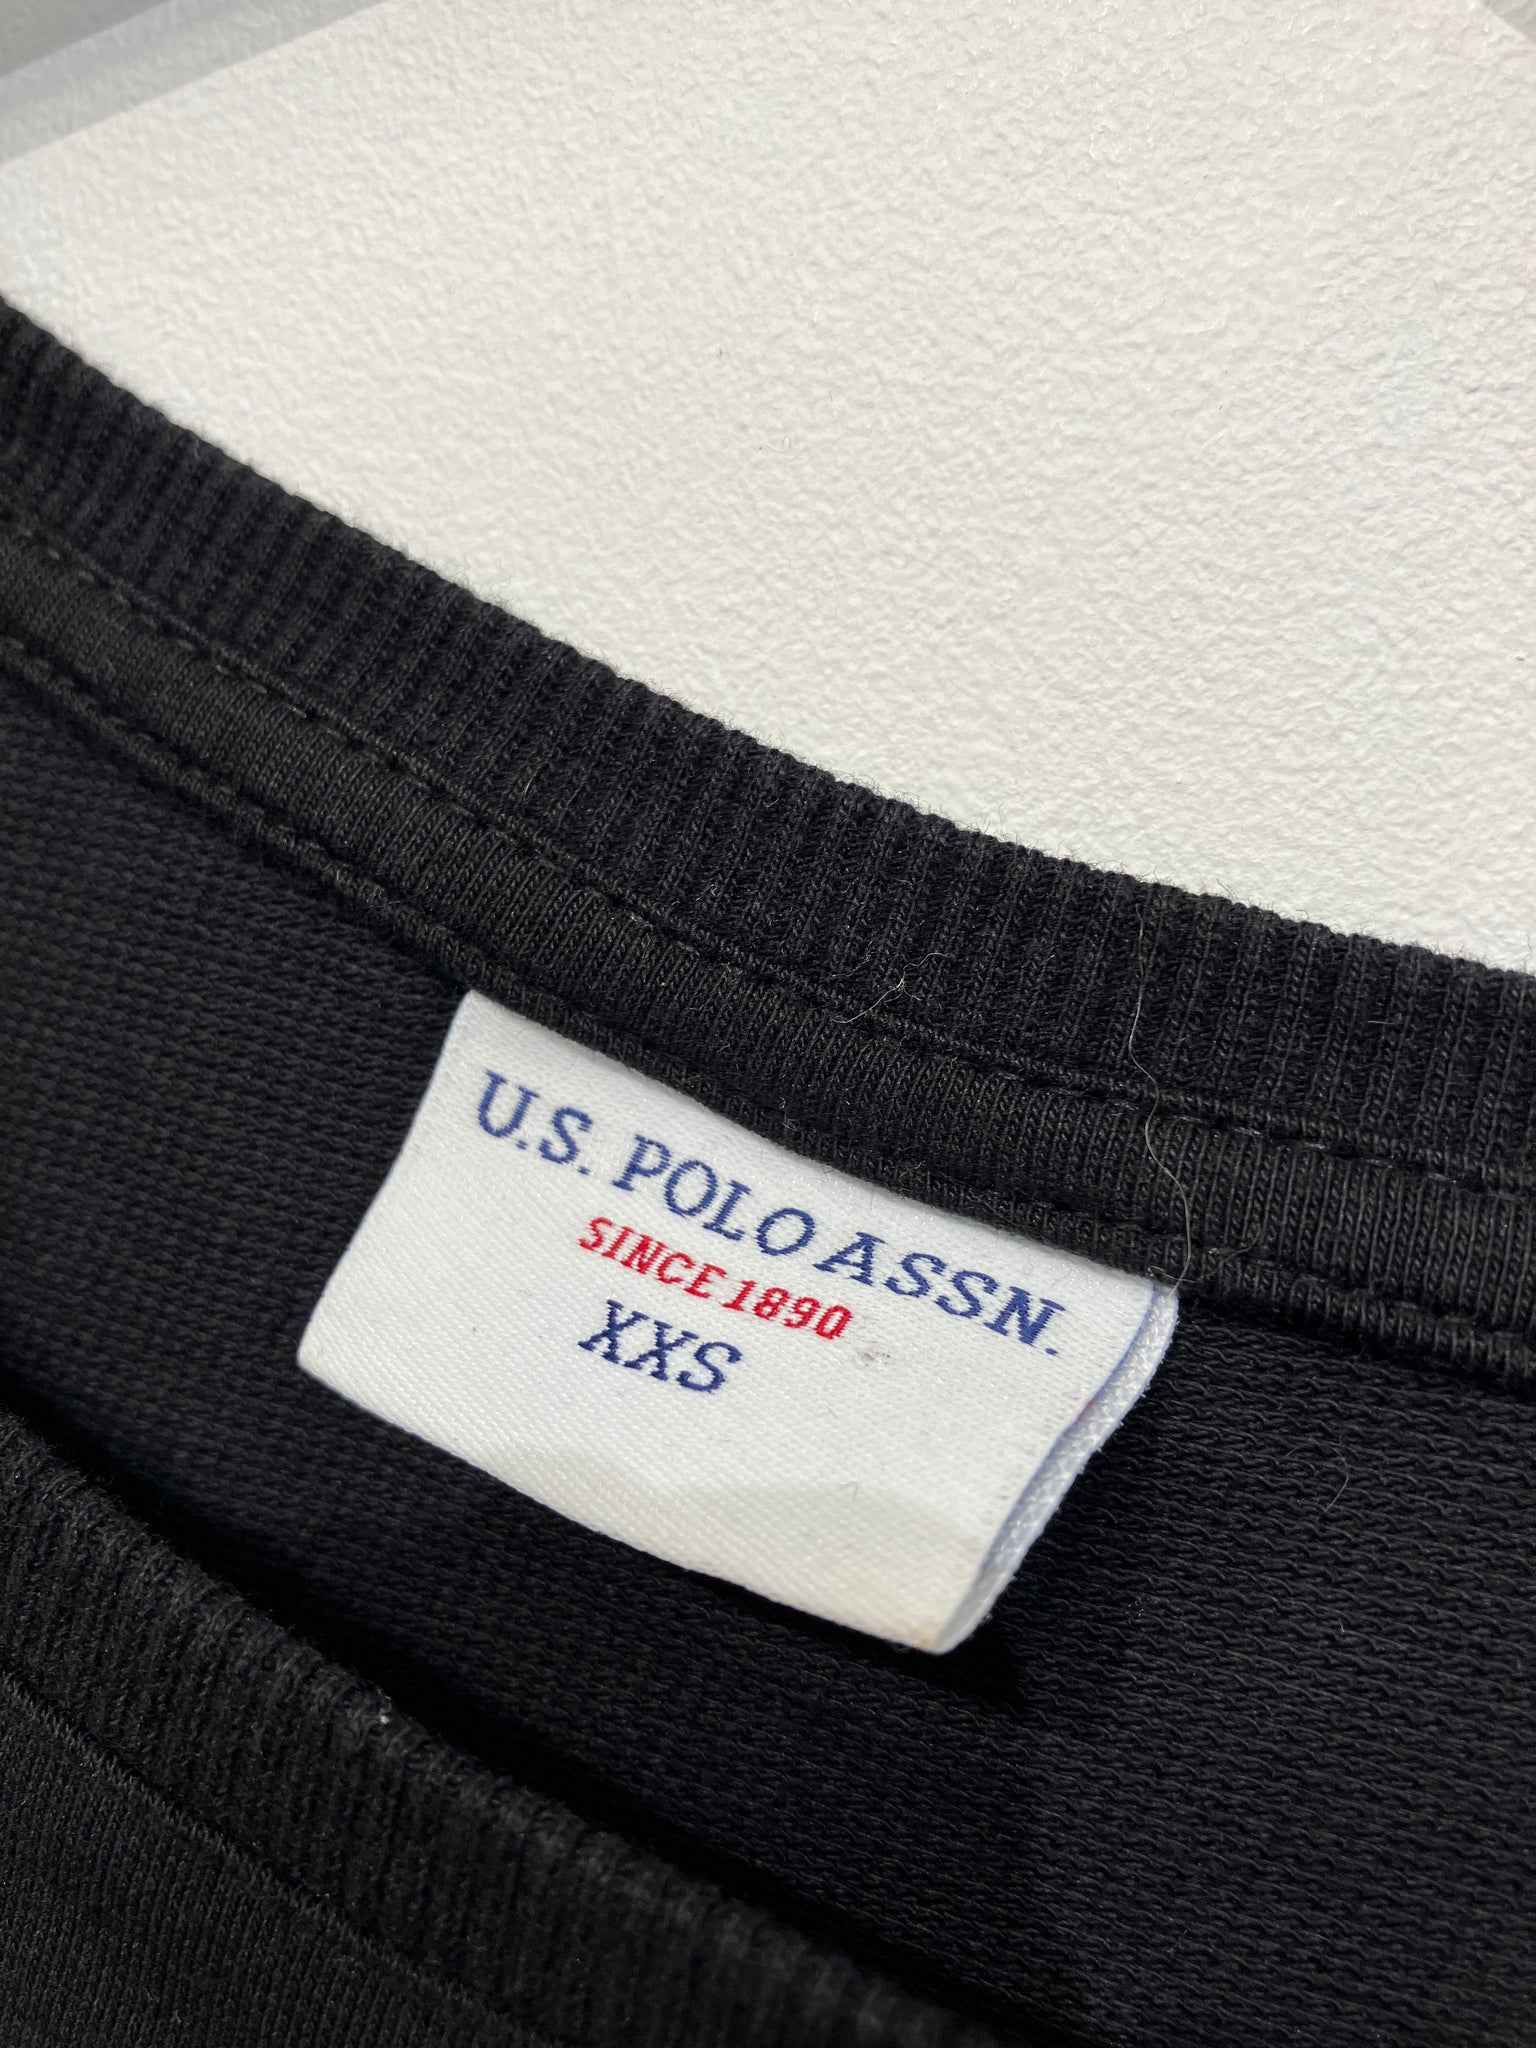 U.S. POLO ASSN.
SINCE 1890
XXS